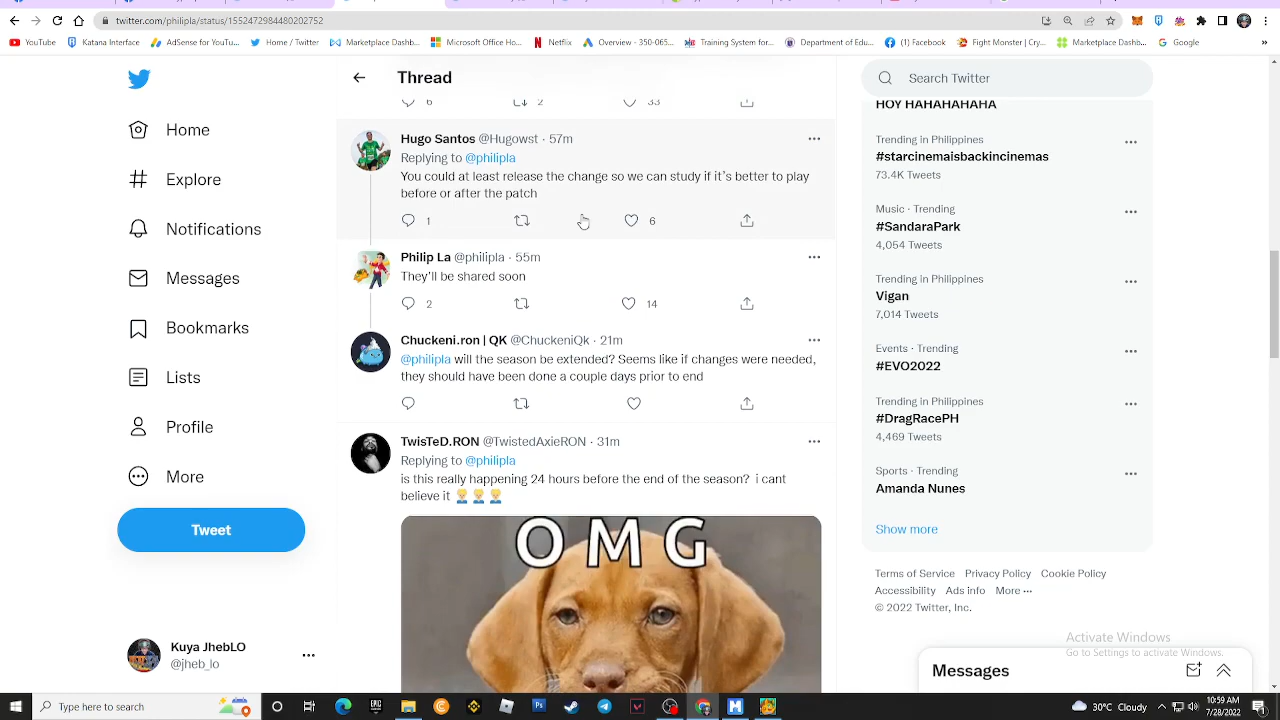 twitter.com/philipla/status/1552472984480202752
YouTube
Katana Interface
AdSense for YouTu...
Home / Twitter
Marketplace Dashb...
Microsoft Office Ho...
Netflix
Overview - 350-065...
Training System for...
Department of Edu...
(1) Facebook
Fight Monster | Cry...
Marketplace Dashb...
Google
»
Thread
Search Twitter
6 2 33
Home
Explore
Notifications
Messages
Bookmarks
Lists
Profile
More
Tweet
Kuya JhebLO
@jheb_lo
Hugo Santos @Hugowst · 57m
Replying to @philipla
You could at least release the change so we can study if it's better to play
before or after the patch
1 6
Philip La @philipla · 55m
They'll be shared soon
2 14
Chuckeni.ron | QK @ChuckeniQk · 21m
@philipla will the season be extended? Seems like if changes were needed,
they should have been done a couple days prior to end
TwisTeD.RON @TwistedAxieRON · 31m
Replying to @philipla
is this really happening 24 hours before the end of the season? i cant
believe it
OMG
HOY HAHAHAHAHA
Trending in Philippines
#starcinemaisbackincinemas
73.4K Tweets
Music · Trending
#SandaraPark
4,054 Tweets
Trending in Philippines
Vigan
7,014 Tweets
Events · Trending
#EVO2022
Trending in Philippines
#DragRacePH
4,469 Tweets
Sports · Trending
Amanda Nunes
Show more
Terms of Service Privacy Policy Cookie Policy
Accessibility Ads info More ···
© 2022 Twitter, Inc.
Activate Windows
Go to Settings to activate Windows.
Messages
Type here to search
30°C Cloudy
10:59 AM
7/28/2022